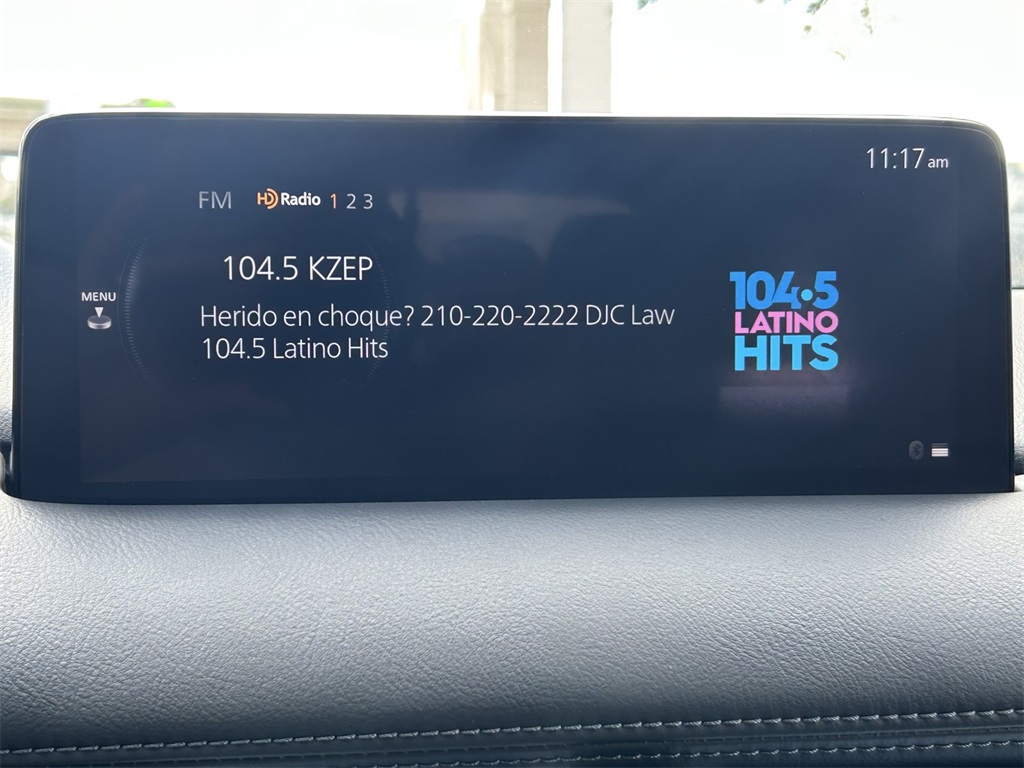 11:17 am
FM HD Radio 1 2 3
104.5 KZEP
MENU
Herido en choque? 210-220-2222 DJC Law
104.5 Latino Hits
104.5
LATINO
HITS